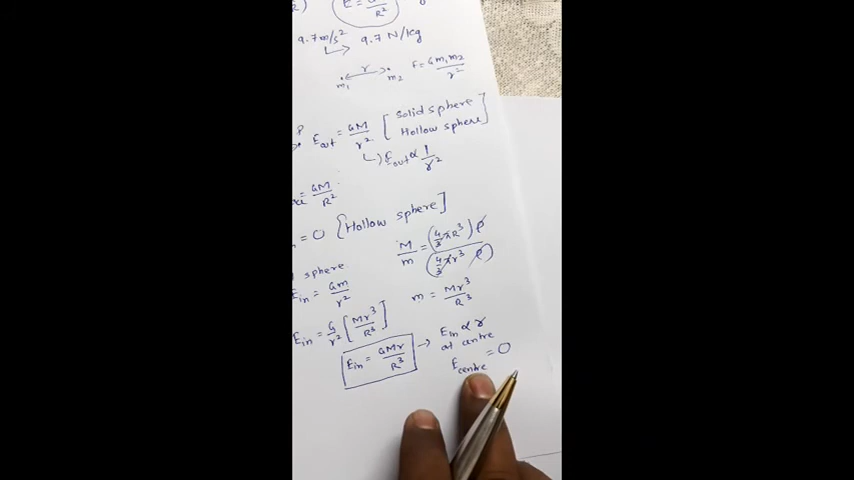 E = G/R²
9.7 m/s²
↳ 9.7 N/kg
m₁ r m₂ F = Gm₁m₂/r²
E_out = GM/r² [Solid sphere
Hollow sphere]
↳ E_out ∝ 1/r²
= GM/R²
= 0 [Hollow sphere]
M/m = (4/3 πR³) ρ / (4/3 πr³ ρ)
sphere
E_in = Gm/r²
m = Mr³/R³
E_in = G/r² [Mr³/R³]
E_in = GMr/R³ → E_in ∝ r
at centre
E_centre = 0